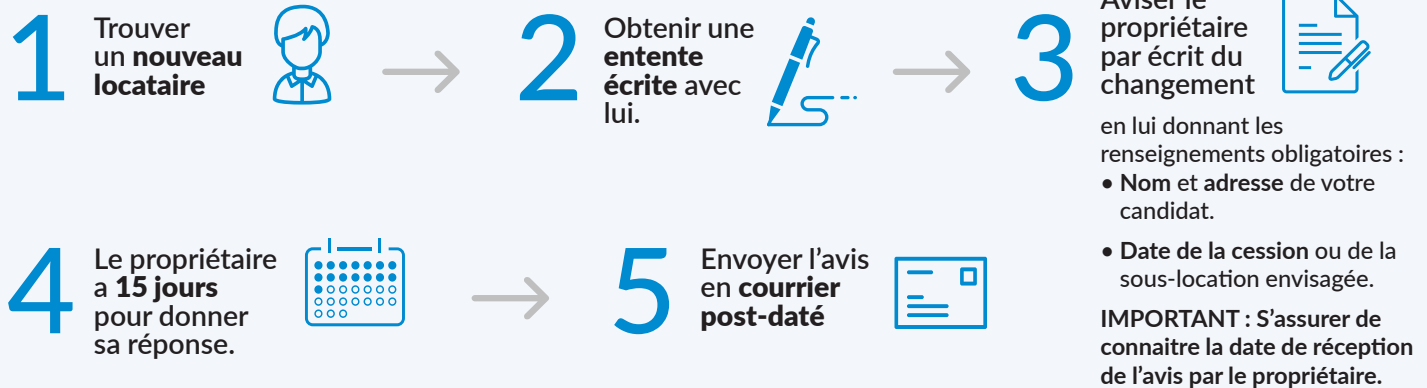 1
Trouver
un nouveau
locataire
2
Obtenir une
entente
écrite avec
lui.
3
Aviser le
propriétaire
par écrit du
changement
en lui donnant les
renseignements obligatoires :
• Nom et adresse de votre
candidat.
• Date de la cession ou de la
sous-location envisagée.
IMPORTANT : S’assurer de
connaitre la date de réception
de l’avis par le propriétaire.
4
Le propriétaire
a 15 jours
pour donner
sa réponse.
5
Envoyer l’avis
en courrier
post-daté